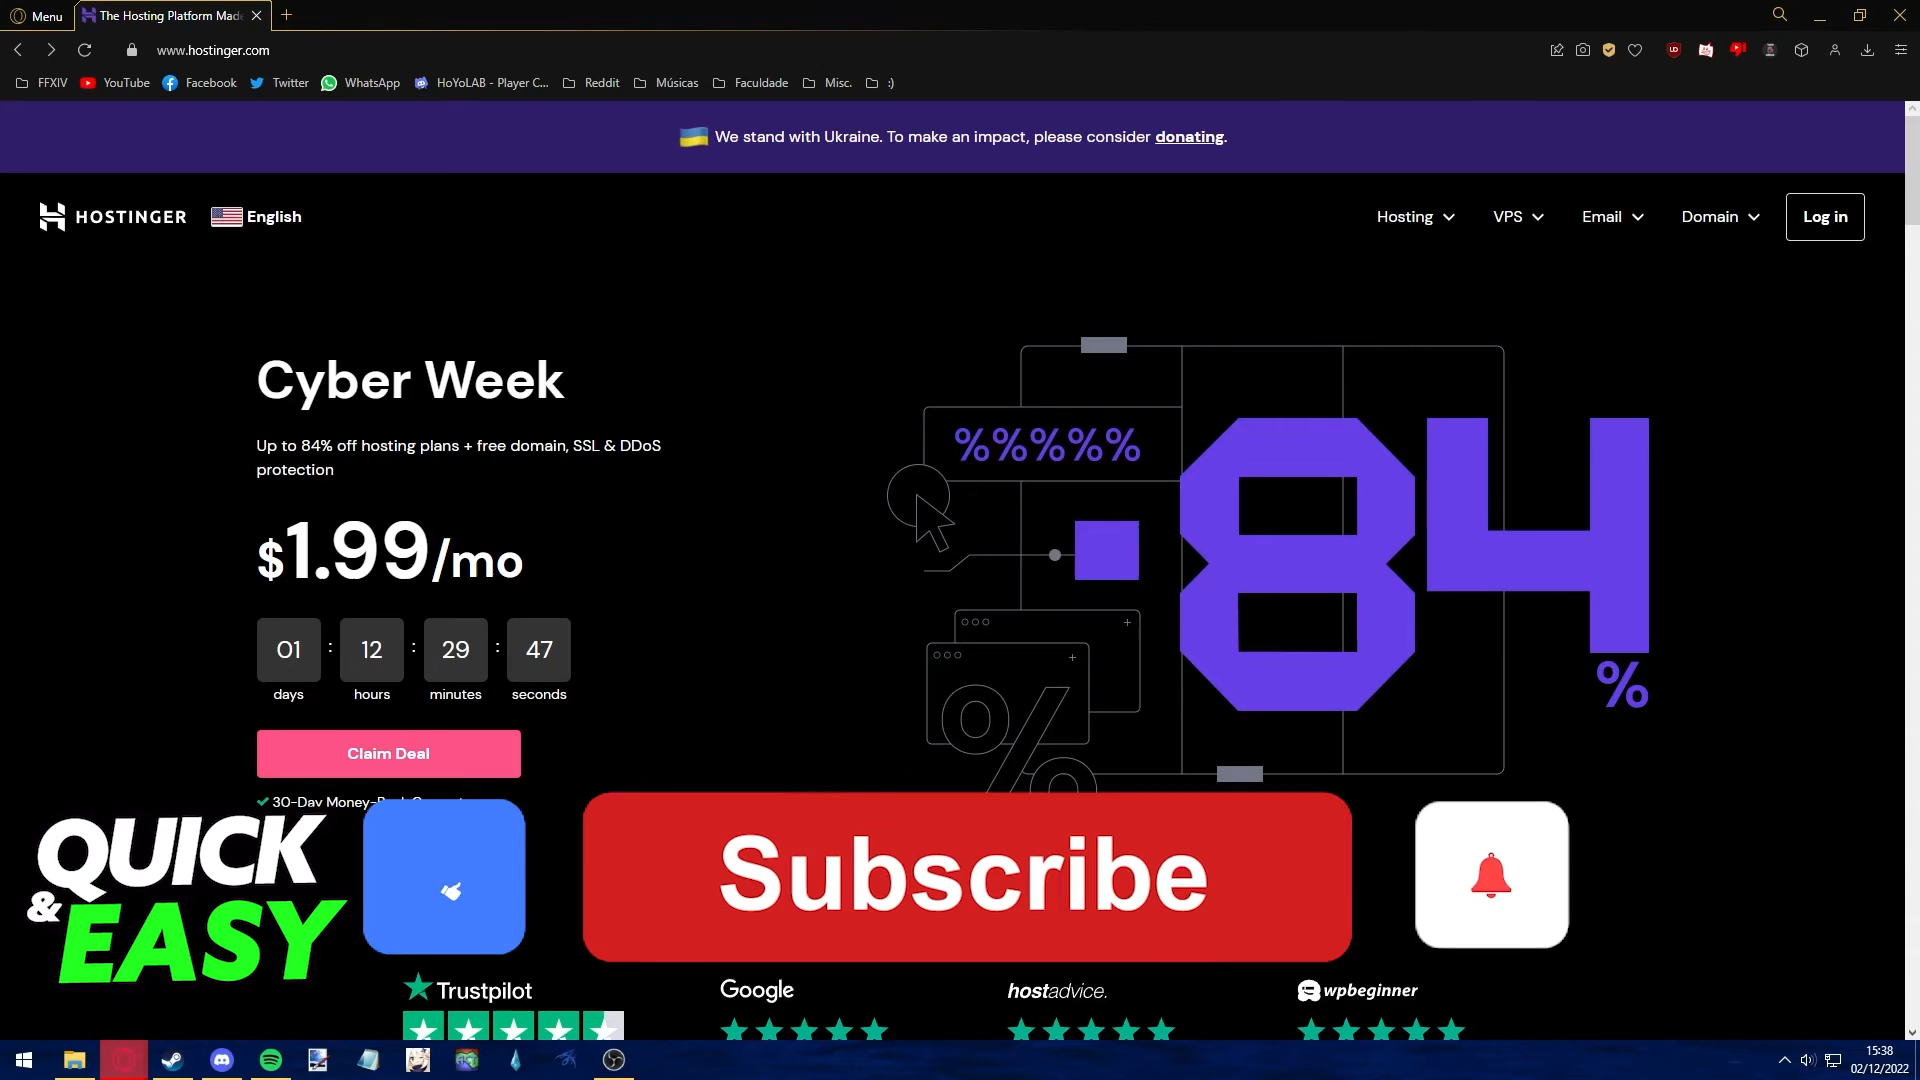 Menu
The Hosting Platform Made
www.hostinger.com
FFXIV
YouTube
Facebook
Twitter
WhatsApp
HoYoLAB - Player C...
Reddit
Músicas
Faculdade
Misc.
:)
We stand with Ukraine. To make an impact, please consider donating.
HOSTINGER
English
Hosting
VPS
Email
Domain
Log in
Cyber Week
Up to 84% off hosting plans + free domain, SSL & DDoS
protection
$1.99/mo
01 : 12 : 29 : 47
days hours minutes seconds
%%%%%
-84
%
%
Claim Deal
30-Day Money-
QUICK
& EASY
Subscribe
Trustpilot
Google
hostadvice.
wpbeginner
15:38
02/12/2022